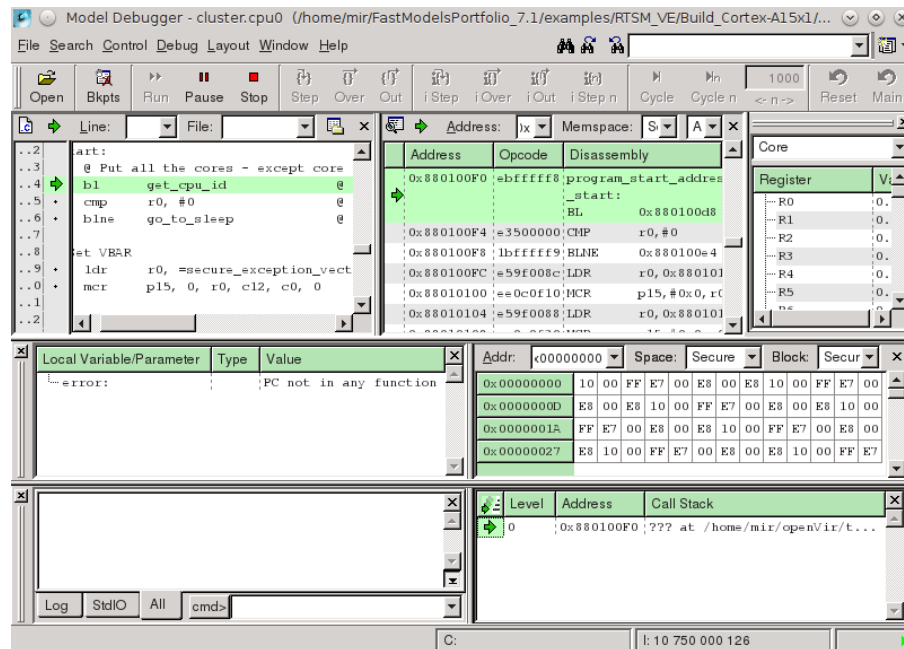 Model Debugger - cluster.cpu0 (/home/mir/FastModelsPortfolio_7.1/examples/RTSM_VE/Build_Cortex-A15x1/...
File Search Control Debug Layout Window Help
Open Bkpts Run Pause Stop Step Over Out i Step i Over i Out i Step n Cycle Cycle n 1000 <- n -> Reset Main
Line: File:
..2 art:
..3 @ Put all the cores - except core
..4 bl get_cpu_id @
..5 cmp r0, #0 @
..6 blne go_to_sleep @
..7
..8 et VBAR
..9 ldr r0, =secure_exception_vect
..0 mcr p15, 0, r0, c12, c0, 0
..1
..2
Address: )x Memspace: A
Address Opcode Disassembly
0x880100F0 ebfffff8 program_start_addres
_start:
BL 0x880100d8
0x880100F4 e3500000 CMP r0,#0
0x880100F8 1bfffff9 BLNE 0x880100e4
0x880100FC e59f008c LDR r0,0x880101
0x88010100 ee0c0f10 MCR p15,#0x0,r(
0x88010104 e59f0088 LDR r0,0x880101
Core
Register
R0 0.
R1 0.
R2 0.
R3 0.
R4 0.
R5 0.
Local Variable/Parameter Type Value
error: PC not in any function
Addr: <00000000 Space: Secure Block: Secur
0x00000000 10 00 FF E7 00 E8 00 E8 10 00 FF E7 00
0x0000000D E8 00 E8 10 00 FF E7 00 E8 00 E8 10 00
0x0000001A FF E7 00 E8 00 E8 10 00 FF E7 00 E8 00
0x00000027 E8 10 00 FF E7 00 E8 00 E8 10 00 FF E7
Log StdIO All cmd>
Level Address Call Stack
0 0x880100F0 ??? at /home/mir/openVir/t...
C: I: 10 750 000 126